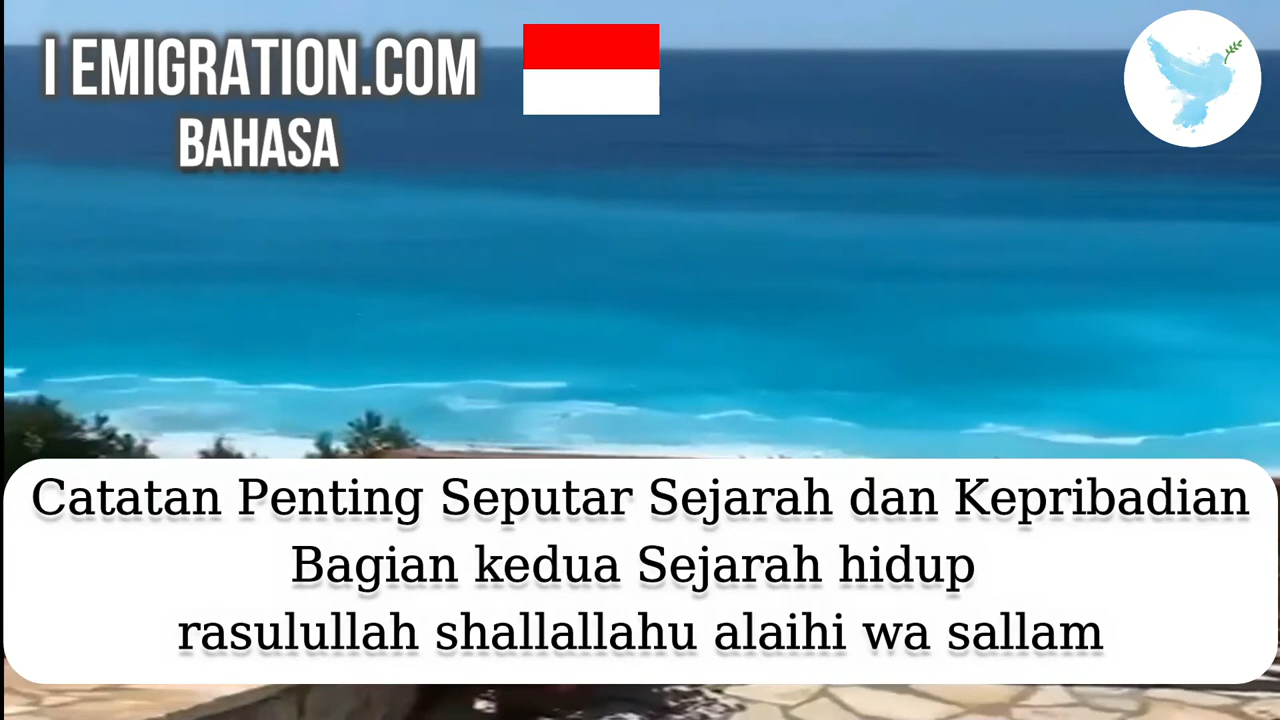 I EMIGRATION.COM
BAHASA
Catatan Penting Seputar Sejarah dan Kepribadian
Bagian kedua Sejarah hidup
rasulullah shallallahu alaihi wa sallam